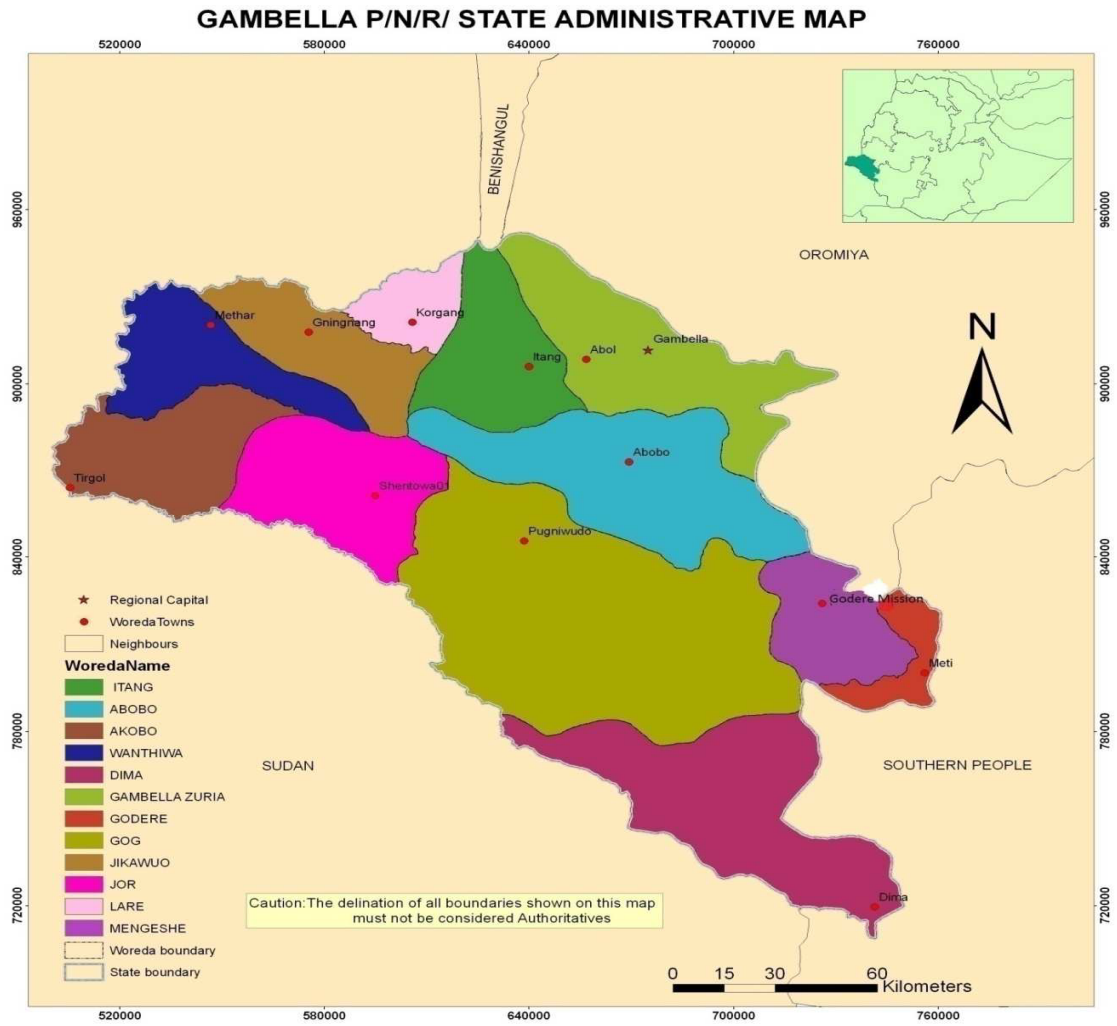 GAMBELLA P/N/R/ STATE ADMINISTRATIVE MAP
520000 580000 640000 700000 760000
960000 960000
900000 900000
840000 840000
780000 780000
720000 720000
BENISHANGUL
OROMIYA
N
Methar
Gningnang
Korgang
Itang
Abol
Gambella
Abobo
Tirgol
Shentowa01
Pugniwudo
Godere Mission
Meti
Dima
SUDAN
SOUTHERN PEOPLE
Regional Capital
WoredaTowns
Neighbours
WoredaName
ITANG
ABOBO
AKOBO
WANTHIWA
DIMA
GAMBELLA ZURIA
GODERE
GOG
JIKAWUO
JOR
LARE
MENGESHE
Woreda boundary
State boundary
Caution:The delination of all boundaries shown on this map
must not be considered Authoritatives
0 15 30 60
Kilometers
520000 580000 640000 700000 760000